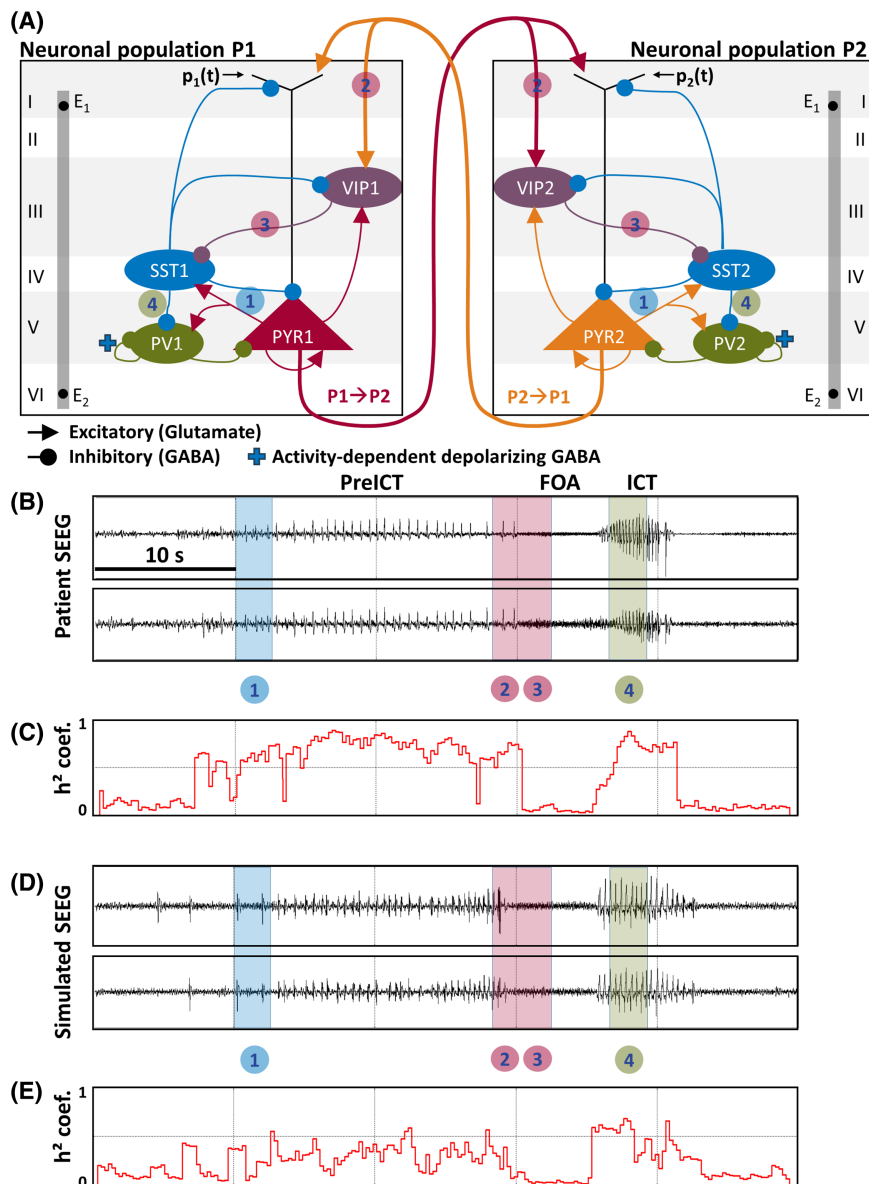 (A)
Neuronal population P1
Neuronal population P2
p₁(t)
p₂(t)
2
2
I
E₁
E₁
I
II
II
VIP1
VIP2
III
III
3
3
SST1
SST2
IV
IV
4
1
1
4
V
V
PV1
PYR1
PYR2
PV2
VI
E₂
P1→P2
P2→P1
E₂
VI
Excitatory (Glutamate)
Inhibitory (GABA)
Activity-dependent depolarizing GABA
PreICT
FOA
ICT
(B)
Patient SEEG
10 s
1
2
3
4
(C)
h² coef.
1
0
(D)
Simulated SEEG
1
2
3
4
(E)
h² coef.
1
0